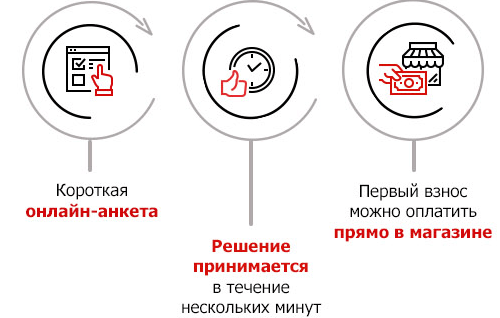 Короткая
онлайн-анкета
Решение
принимается
в течение
нескольких минут
Первый взнос
можно оплатить
прямо в магазине